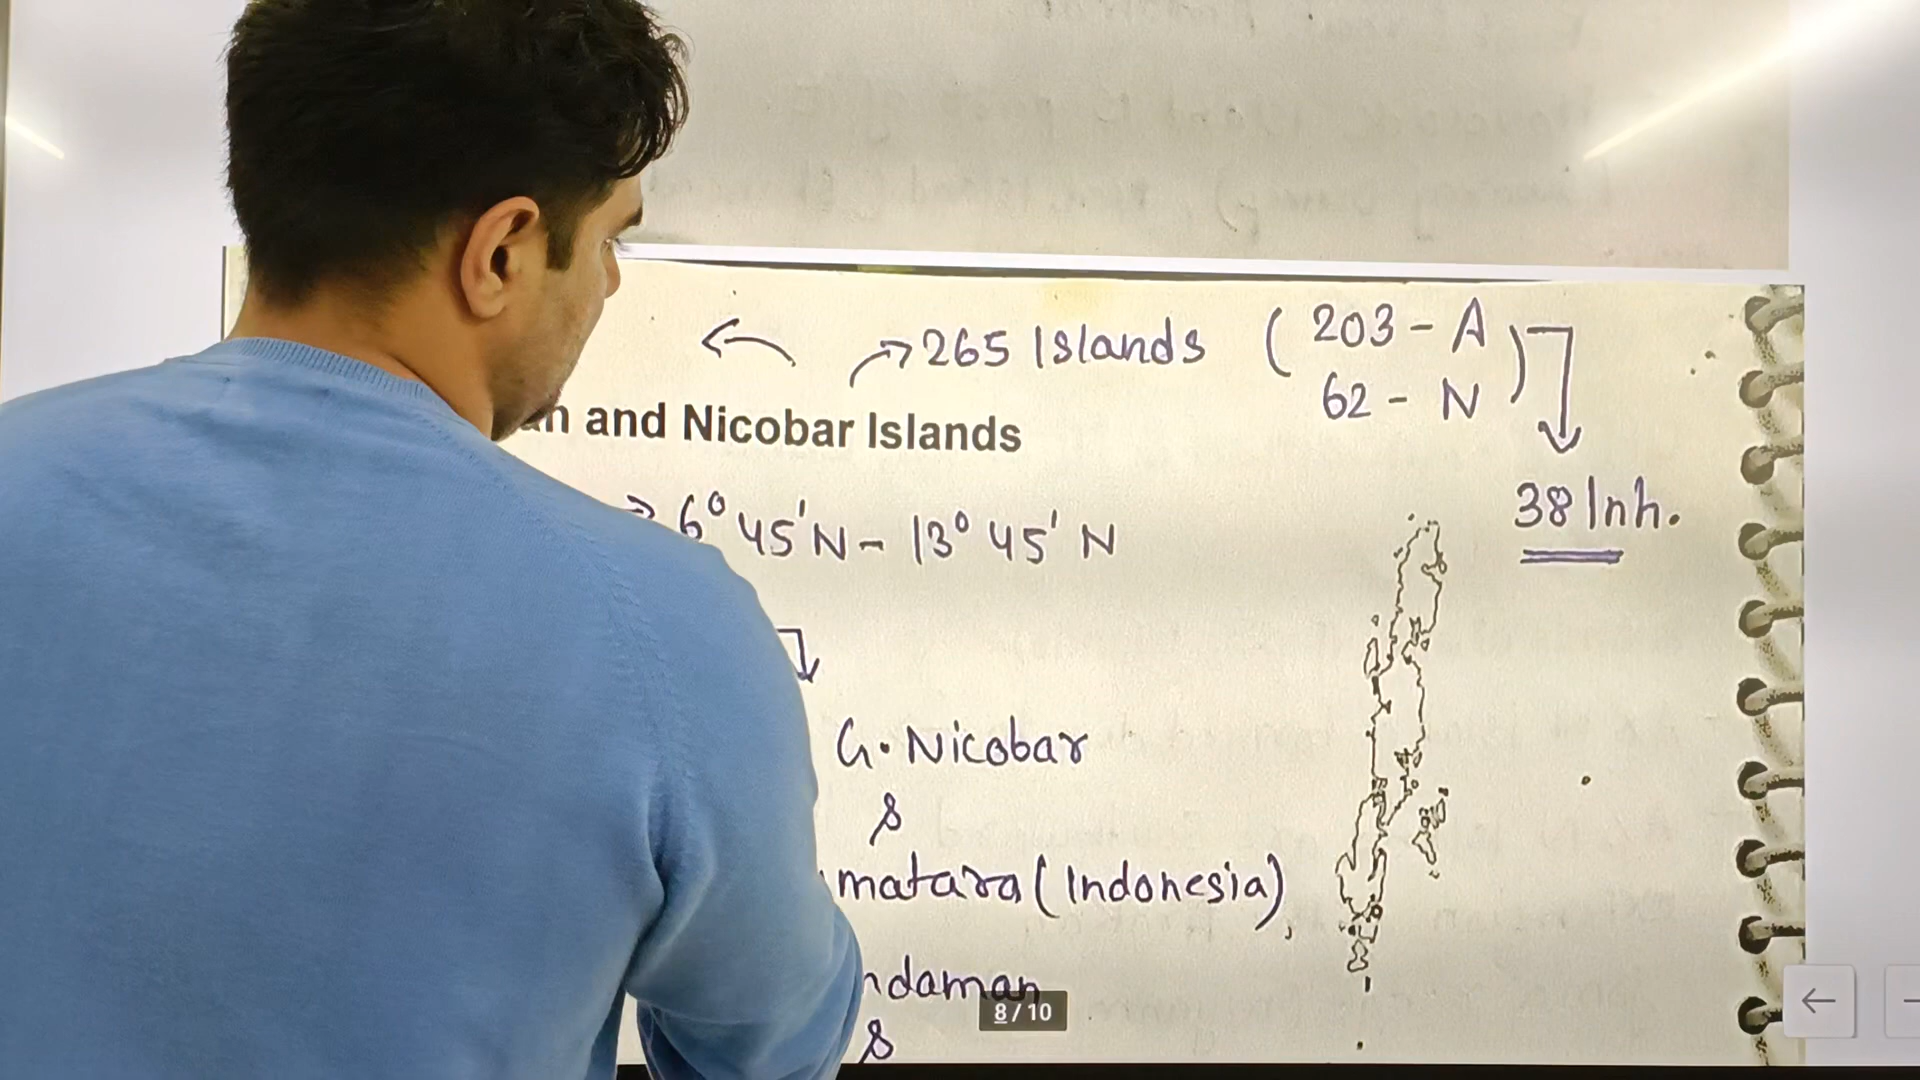 265 Islands ( 203 - A
62 - N )
and Nicobar Islands
6° 45' N - 13° 45' N
38 Inh.
G. Nicobar
&
matara (Indonesia),
ndaman
8 / 10
&